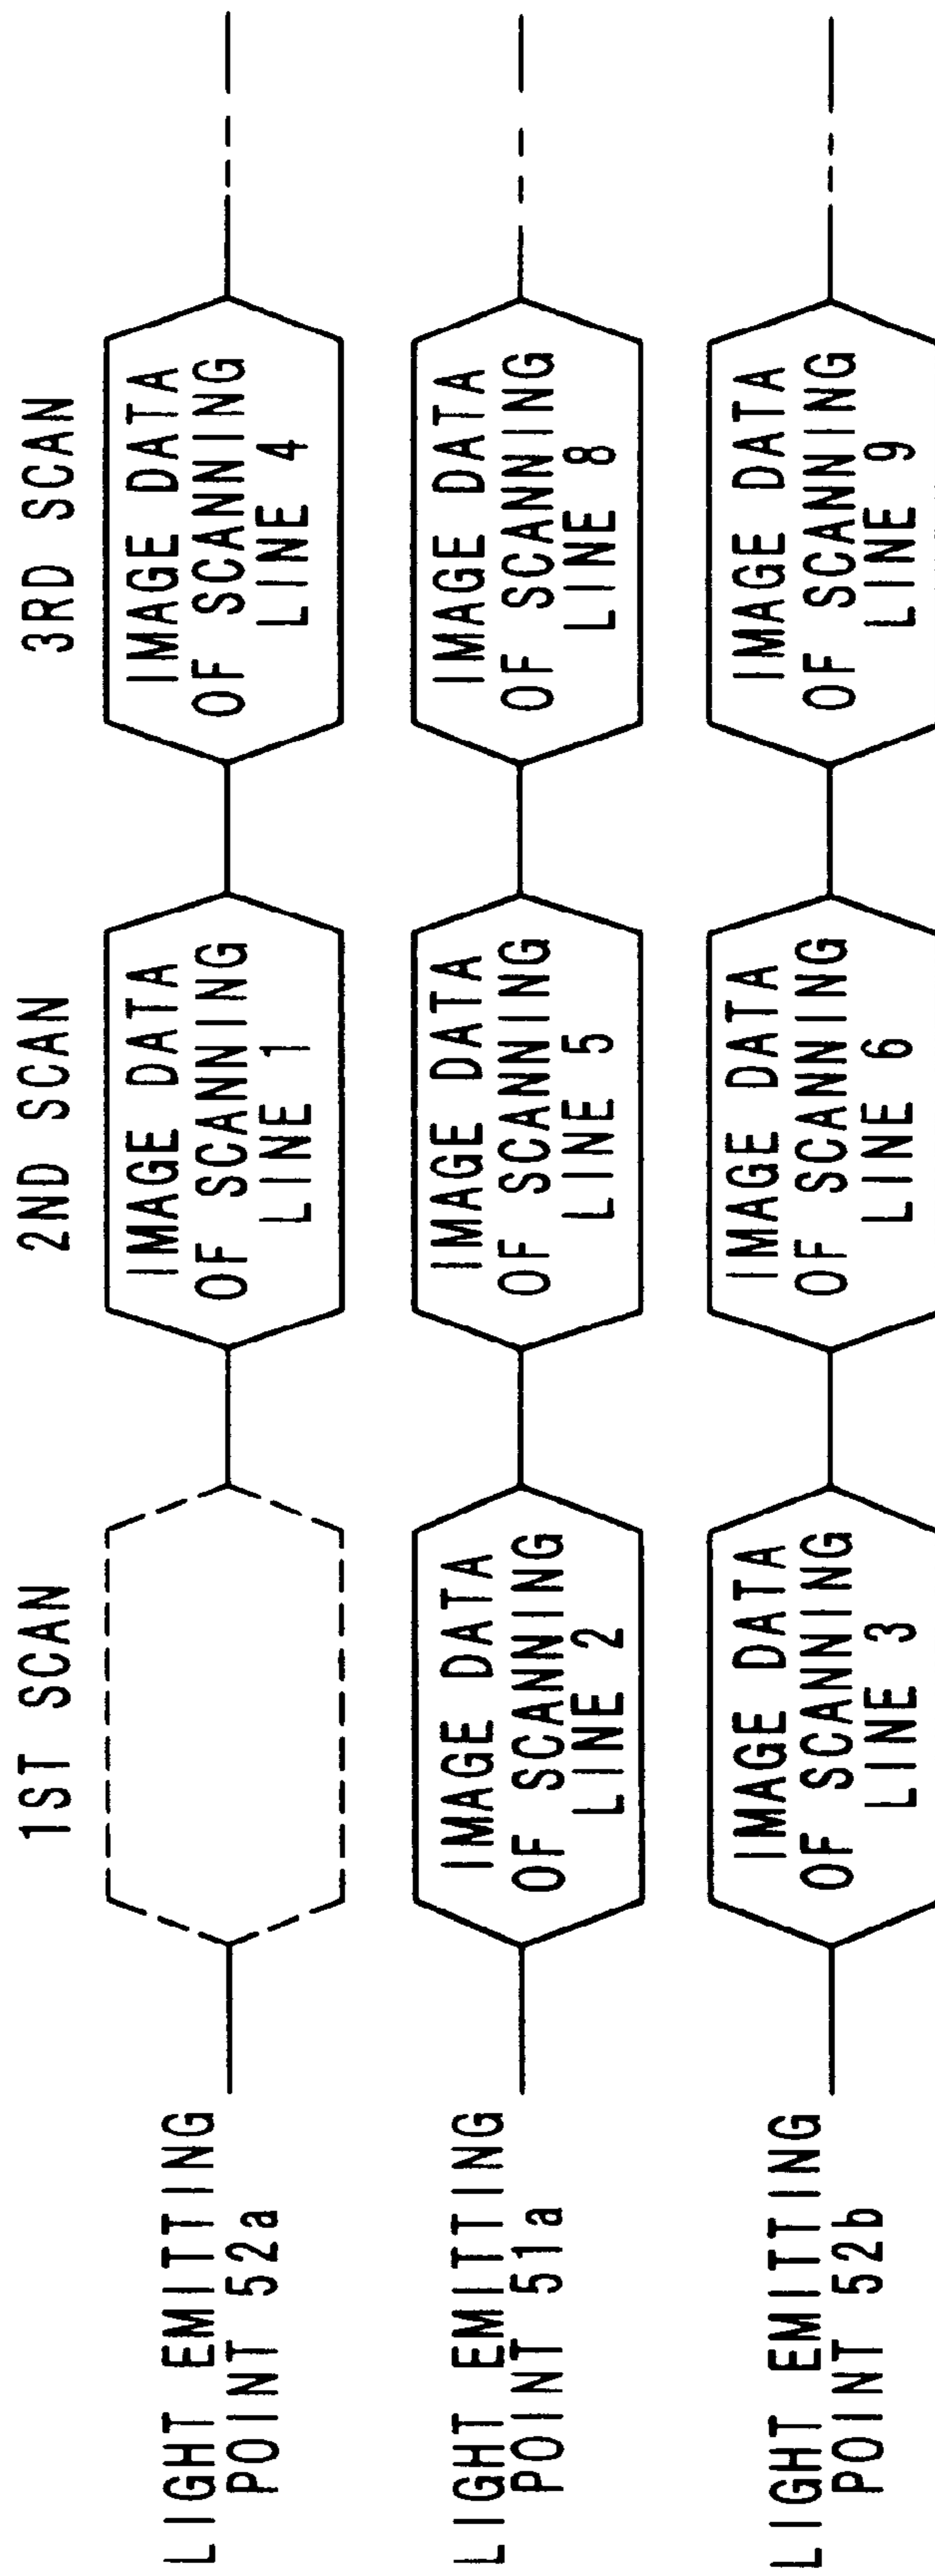 1ST SCAN
2ND SCAN
3RD SCAN
LIGHT EMITTING
POINT 52a
IMAGE DATA
OF SCANNING
LINE 1
IMAGE DATA
OF SCANNING
LINE 4
LIGHT EMITTING
POINT 51a
IMAGE DATA
OF SCANNING
LINE 2
IMAGE DATA
OF SCANNING
LINE 5
IMAGE DATA
OF SCANNING
LINE 8
LIGHT EMITTING
POINT 52b
IMAGE DATA
OF SCANNING
LINE 3
IMAGE DATA
OF SCANNING
LINE 6
IMAGE DATA
OF SCANNING
LINE 9